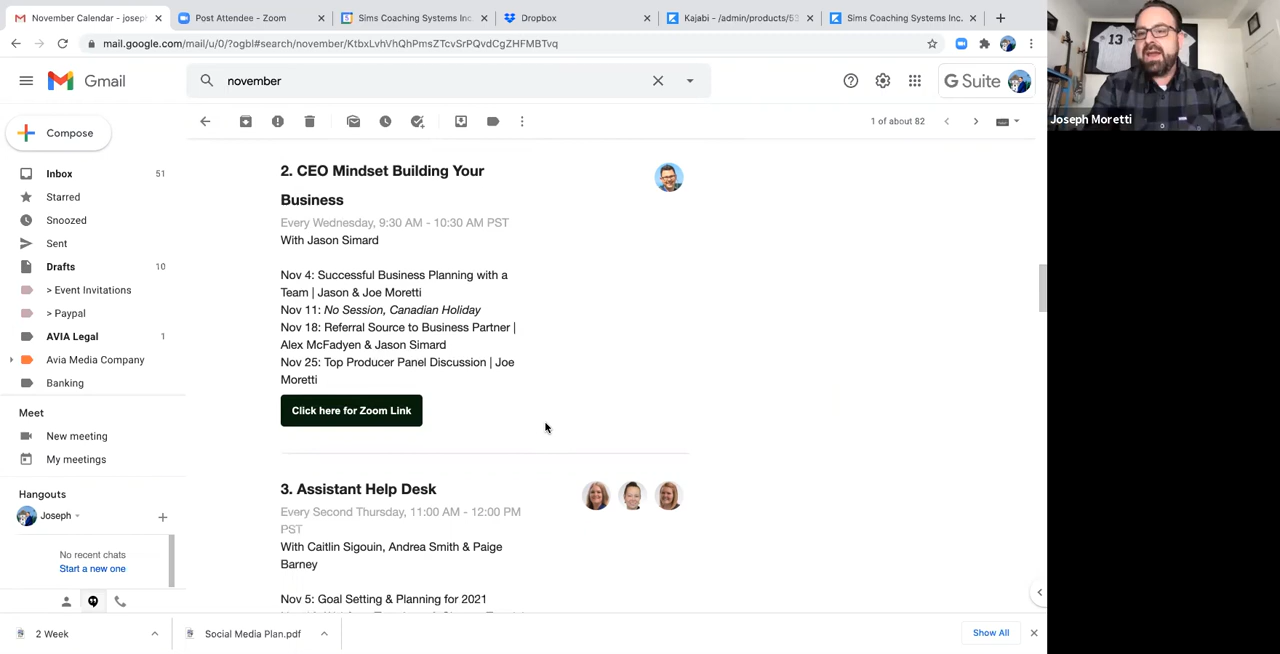 November Calendar - josep
Post Attendee - Zoom
Sims Coaching Systems Inc.
Dropbox
Kajabi - /admin/products/53
Sims Coaching Systems Inc.
mail.google.com/mail/u/0/?ogbl#search/november/KtbxLvhVhQhPmsZTcvSrPQvdCgZHFMBTvq
Gmail
november
G Suite
Compose
1 of about 82
Inbox 51
Starred
Snoozed
Sent
Drafts 10
> Event Invitations
> Paypal
AVIA Legal 1
Avia Media Company
Banking
Meet
New meeting
My meetings
Hangouts
Joseph
No recent chats
Start a new one
2. CEO Mindset Building Your
Business
Every Wednesday, 9:30 AM - 10:30 AM PST
With Jason Simard
Nov 4: Successful Business Planning with a
Team | Jason & Joe Moretti
Nov 11: No Session, Canadian Holiday
Nov 18: Referral Source to Business Partner |
Alex McFadyen & Jason Simard
Nov 25: Top Producer Panel Discussion | Joe
Moretti
Click here for Zoom Link
3. Assistant Help Desk
Every Second Thursday, 11:00 AM - 12:00 PM
PST
With Caitlin Sigouin, Andrea Smith & Paige
Barney
Nov 5: Goal Setting & Planning for 2021
2 Week
Social Media Plan.pdf
Show All
13
Joseph Moretti